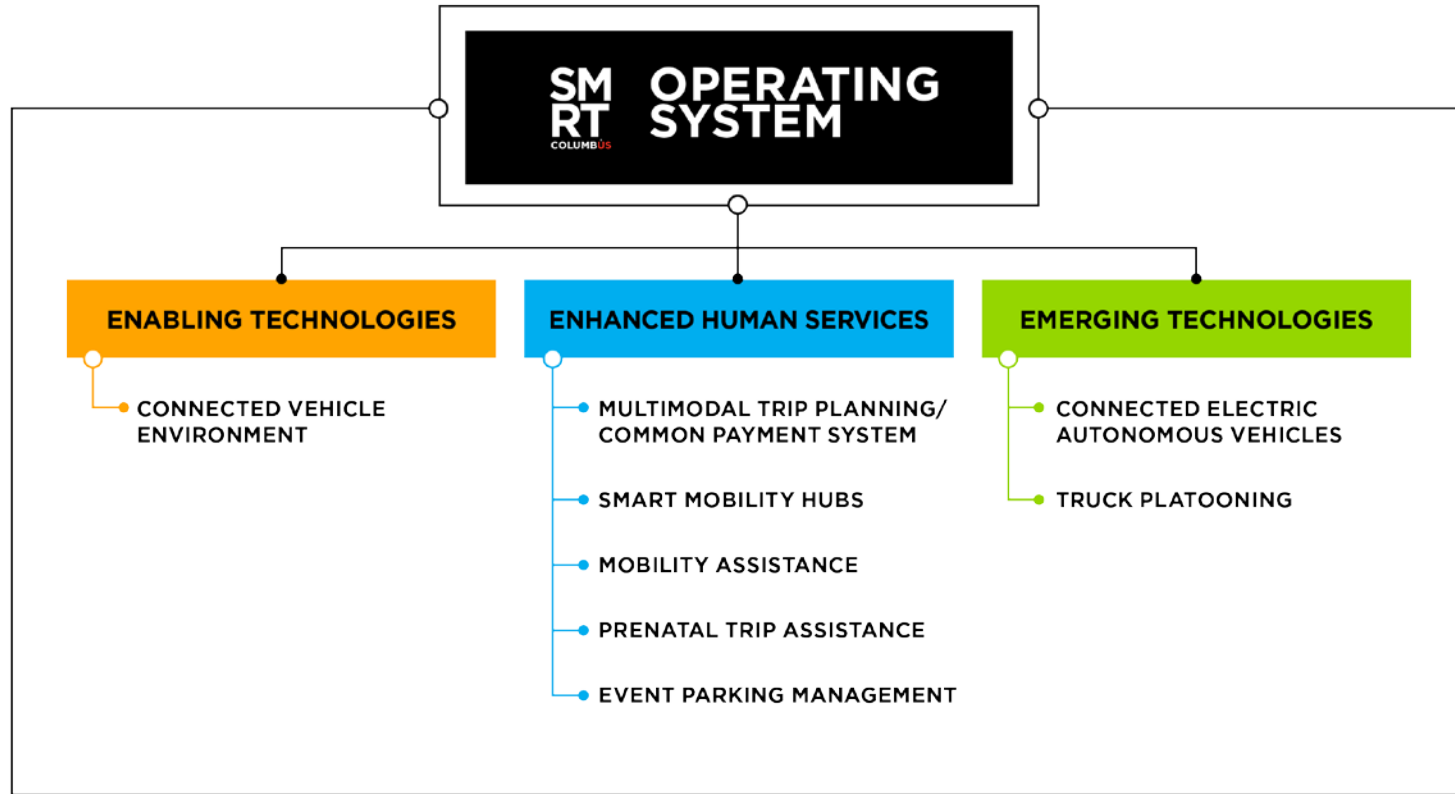 SM
RT
COLUMBUS
OPERATING
SYSTEM
ENABLING TECHNOLOGIES
CONNECTED VEHICLE
ENVIRONMENT
ENHANCED HUMAN SERVICES
MULTIMODAL TRIP PLANNING/
COMMON PAYMENT SYSTEM
SMART MOBILITY HUBS
MOBILITY ASSISTANCE
PRENATAL TRIP ASSISTANCE
EVENT PARKING MANAGEMENT
EMERGING TECHNOLOGIES
CONNECTED ELECTRIC
AUTONOMOUS VEHICLES
TRUCK PLATOONING